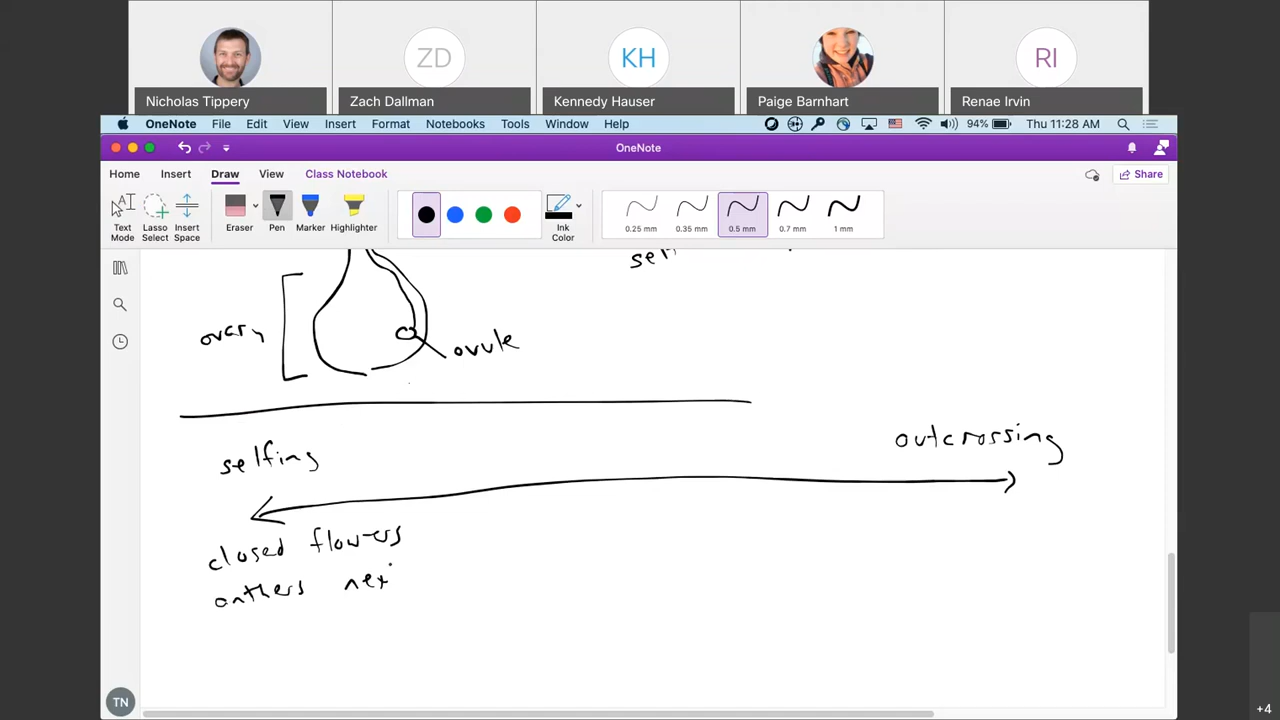 ZD
KH
RI
Nicholas Tippery
Zach Dallman
Kennedy Hauser
Paige Barnhart
Renae Irvin
OneNote File Edit View Insert Format Notebooks Tools Window Help 94% Thu 11:28 AM
OneNote
Home Insert Draw View Class Notebook Share
Text Mode
Lasso Select
Insert Space
Eraser
Pen
Marker
Highlighter
Ink Color
0.25 mm
0.35 mm
0.5 mm
0.7 mm
1 mm
ovary
ovule
selfing
outcrossing
closed flowers
anthers nex
TN
+4